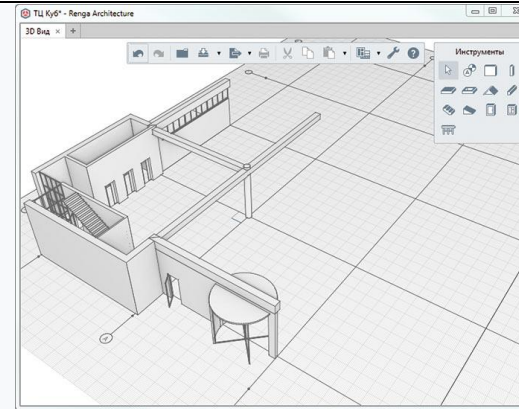 ТЦ Куб* - Renga Architecture
3D Вид
Инструменты